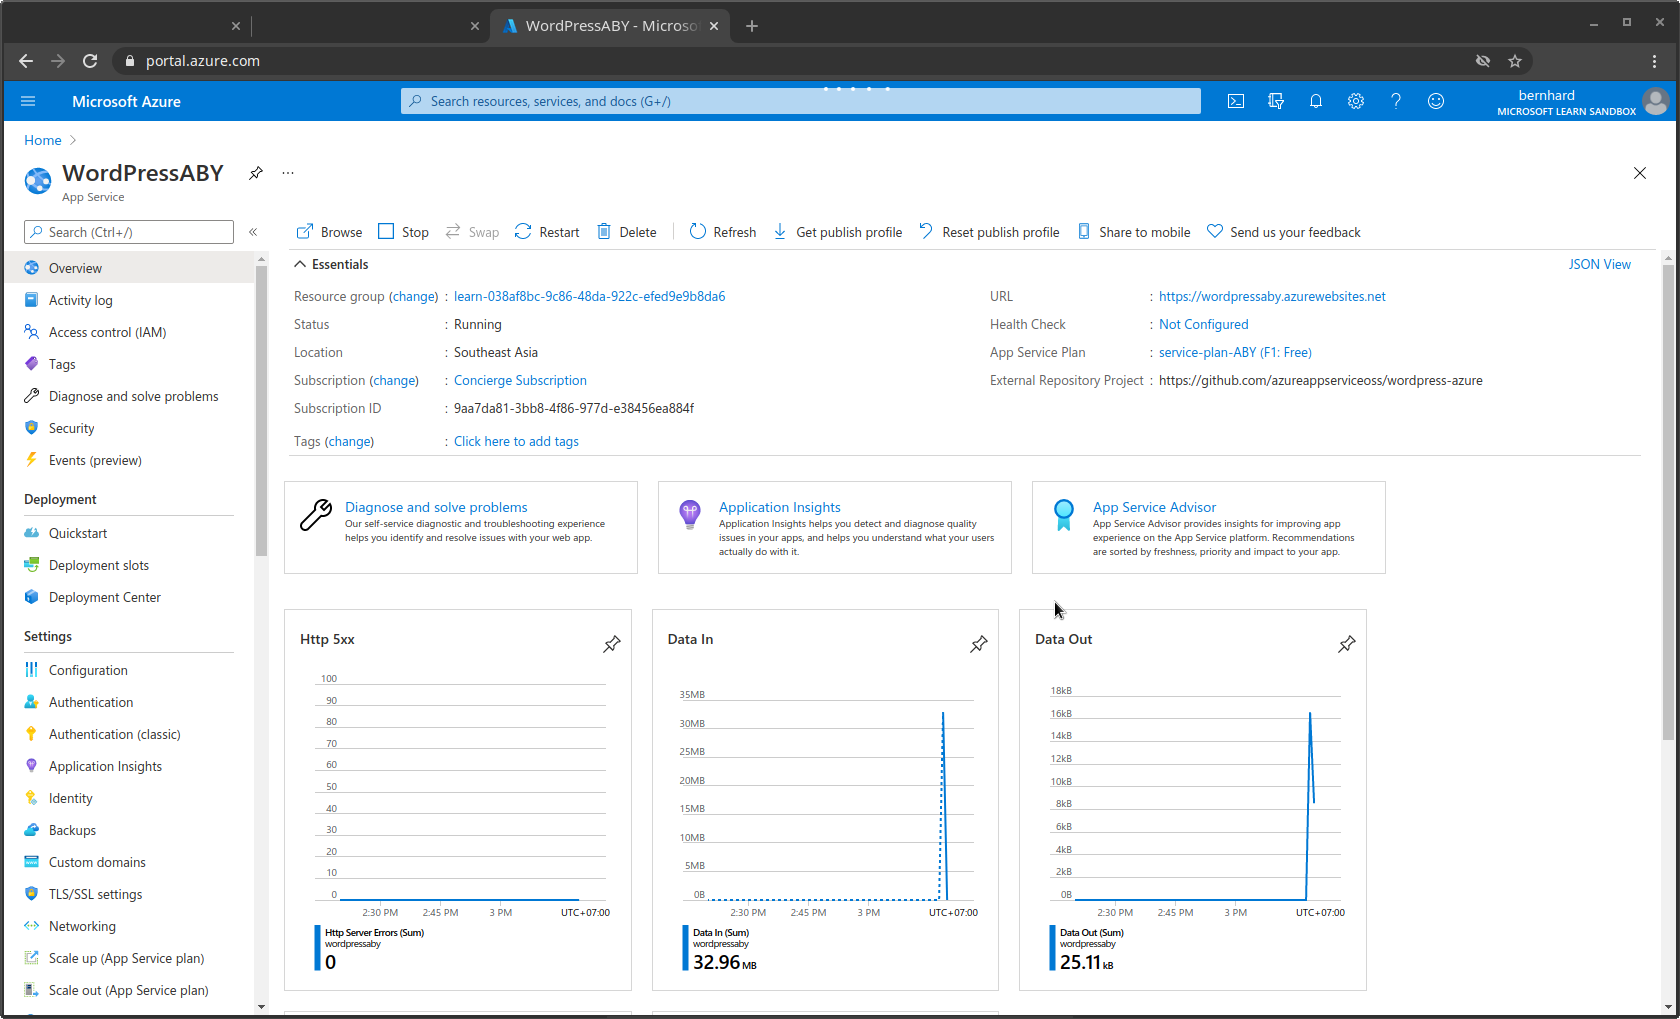 WordPressABY - Microso
portal.azure.com
Microsoft Azure
Search resources, services, and docs (G+/)
bernhard
MICROSOFT LEARN SANDBOX
Home
WordPressABY
App Service
Search (Ctrl+/)
Browse Stop Swap Restart Delete Refresh Get publish profile Reset publish profile Share to mobile Send us your feedback
Overview
Activity log
Access control (IAM)
Tags
Diagnose and solve problems
Security
Events (preview)
Deployment
Quickstart
Deployment slots
Deployment Center
Settings
Configuration
Authentication
Authentication (classic)
Application Insights
Identity
Backups
Custom domains
TLS/SSL settings
Networking
Scale up (App Service plan)
Scale out (App Service plan)
Essentials
JSON View
Resource group (change) : learn-038af8bc-9c86-48da-922c-efed9e9b8da6
Status : Running
Location : Southeast Asia
Subscription (change) : Concierge Subscription
Subscription ID : 9aa7da81-3bb8-4f86-977d-e38456ea884f
Tags (change) : Click here to add tags
URL : https://wordpressaby.azurewebsites.net
Health Check : Not Configured
App Service Plan : service-plan-ABY (F1: Free)
External Repository Project : https://github.com/azureappserviceoss/wordpress-azure
Diagnose and solve problems
Our self-service diagnostic and troubleshooting experience
helps you identify and resolve issues with your web app.
Application Insights
Application Insights helps you detect and diagnose quality
issues in your apps, and helps you understand what your users
actually do with it.
App Service Advisor
App Service Advisor provides insights for improving app
experience on the App Service platform. Recommendations
are sorted by freshness, priority and impact to your app.
Http 5xx
100
90
80
70
60
50
40
30
20
10
0
2:30 PM 2:45 PM 3 PM UTC+07:00
Http Server Errors (Sum)
wordpressaby
0
Data In
35MB
30MB
25MB
20MB
15MB
10MB
5MB
0B
2:30 PM 2:45 PM 3 PM UTC+07:00
Data In (Sum)
wordpressaby
32.96 MB
Data Out
18kB
16kB
14kB
12kB
10kB
8kB
6kB
4kB
2kB
0B
2:30 PM 2:45 PM 3 PM UTC+07:00
Data Out (Sum)
wordpressaby
25.11 kB